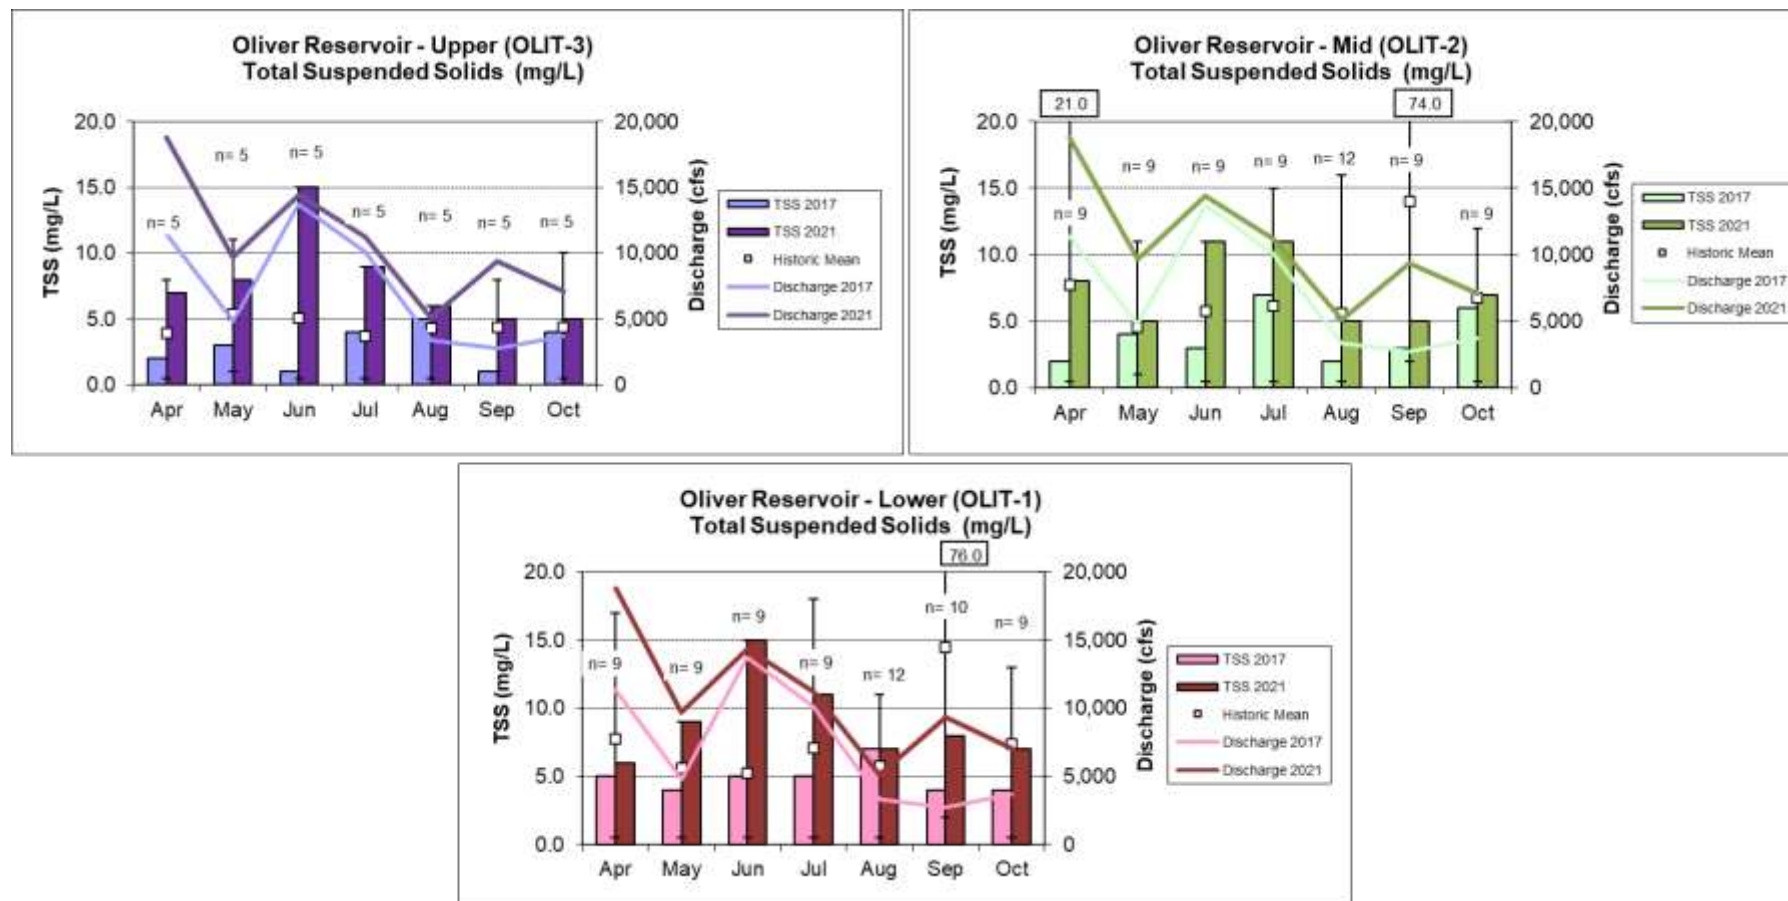 Oliver Reservoir - Upper (OLIT-3)
Total Suspended Solids (mg/L)
TSS (mg/L)
20.0
15.0
10.0
5.0
0.0
n= 5
n= 5
n= 5
n= 5
n= 5
n= 5
n= 5
20,000
15,000
10,000
5,000
0
Discharge (cfs)
Apr May Jun Jul Aug Sep Oct
TSS 2017
TSS 2021
Historic Mean
Discharge 2017
Discharge 2021
Oliver Reservoir - Mid (OLIT-2)
Total Suspended Solids (mg/L)
21.0
74.0
TSS (mg/L)
20.0
15.0
10.0
5.0
0.0
n= 9
n= 9
n= 9
n= 9
n= 12
n= 9
n= 9
20,000
15,000
10,000
5,000
0
Discharge (cfs)
Apr May Jun Jul Aug Sep Oct
TSS 2017
TSS 2021
Historic Mean
Discharge 2017
Discharge 2021
Oliver Reservoir - Lower (OLIT-1)
Total Suspended Solids (mg/L)
76.0
TSS (mg/L)
20.0
15.0
10.0
5.0
0.0
n= 9
n= 9
n= 9
n= 9
n= 12
n= 10
n= 9
20,000
15,000
10,000
5,000
0
Discharge (cfs)
Apr May Jun Jul Aug Sep Oct
TSS 2017
TSS 2021
Historic Mean
Discharge 2017
Discharge 2021